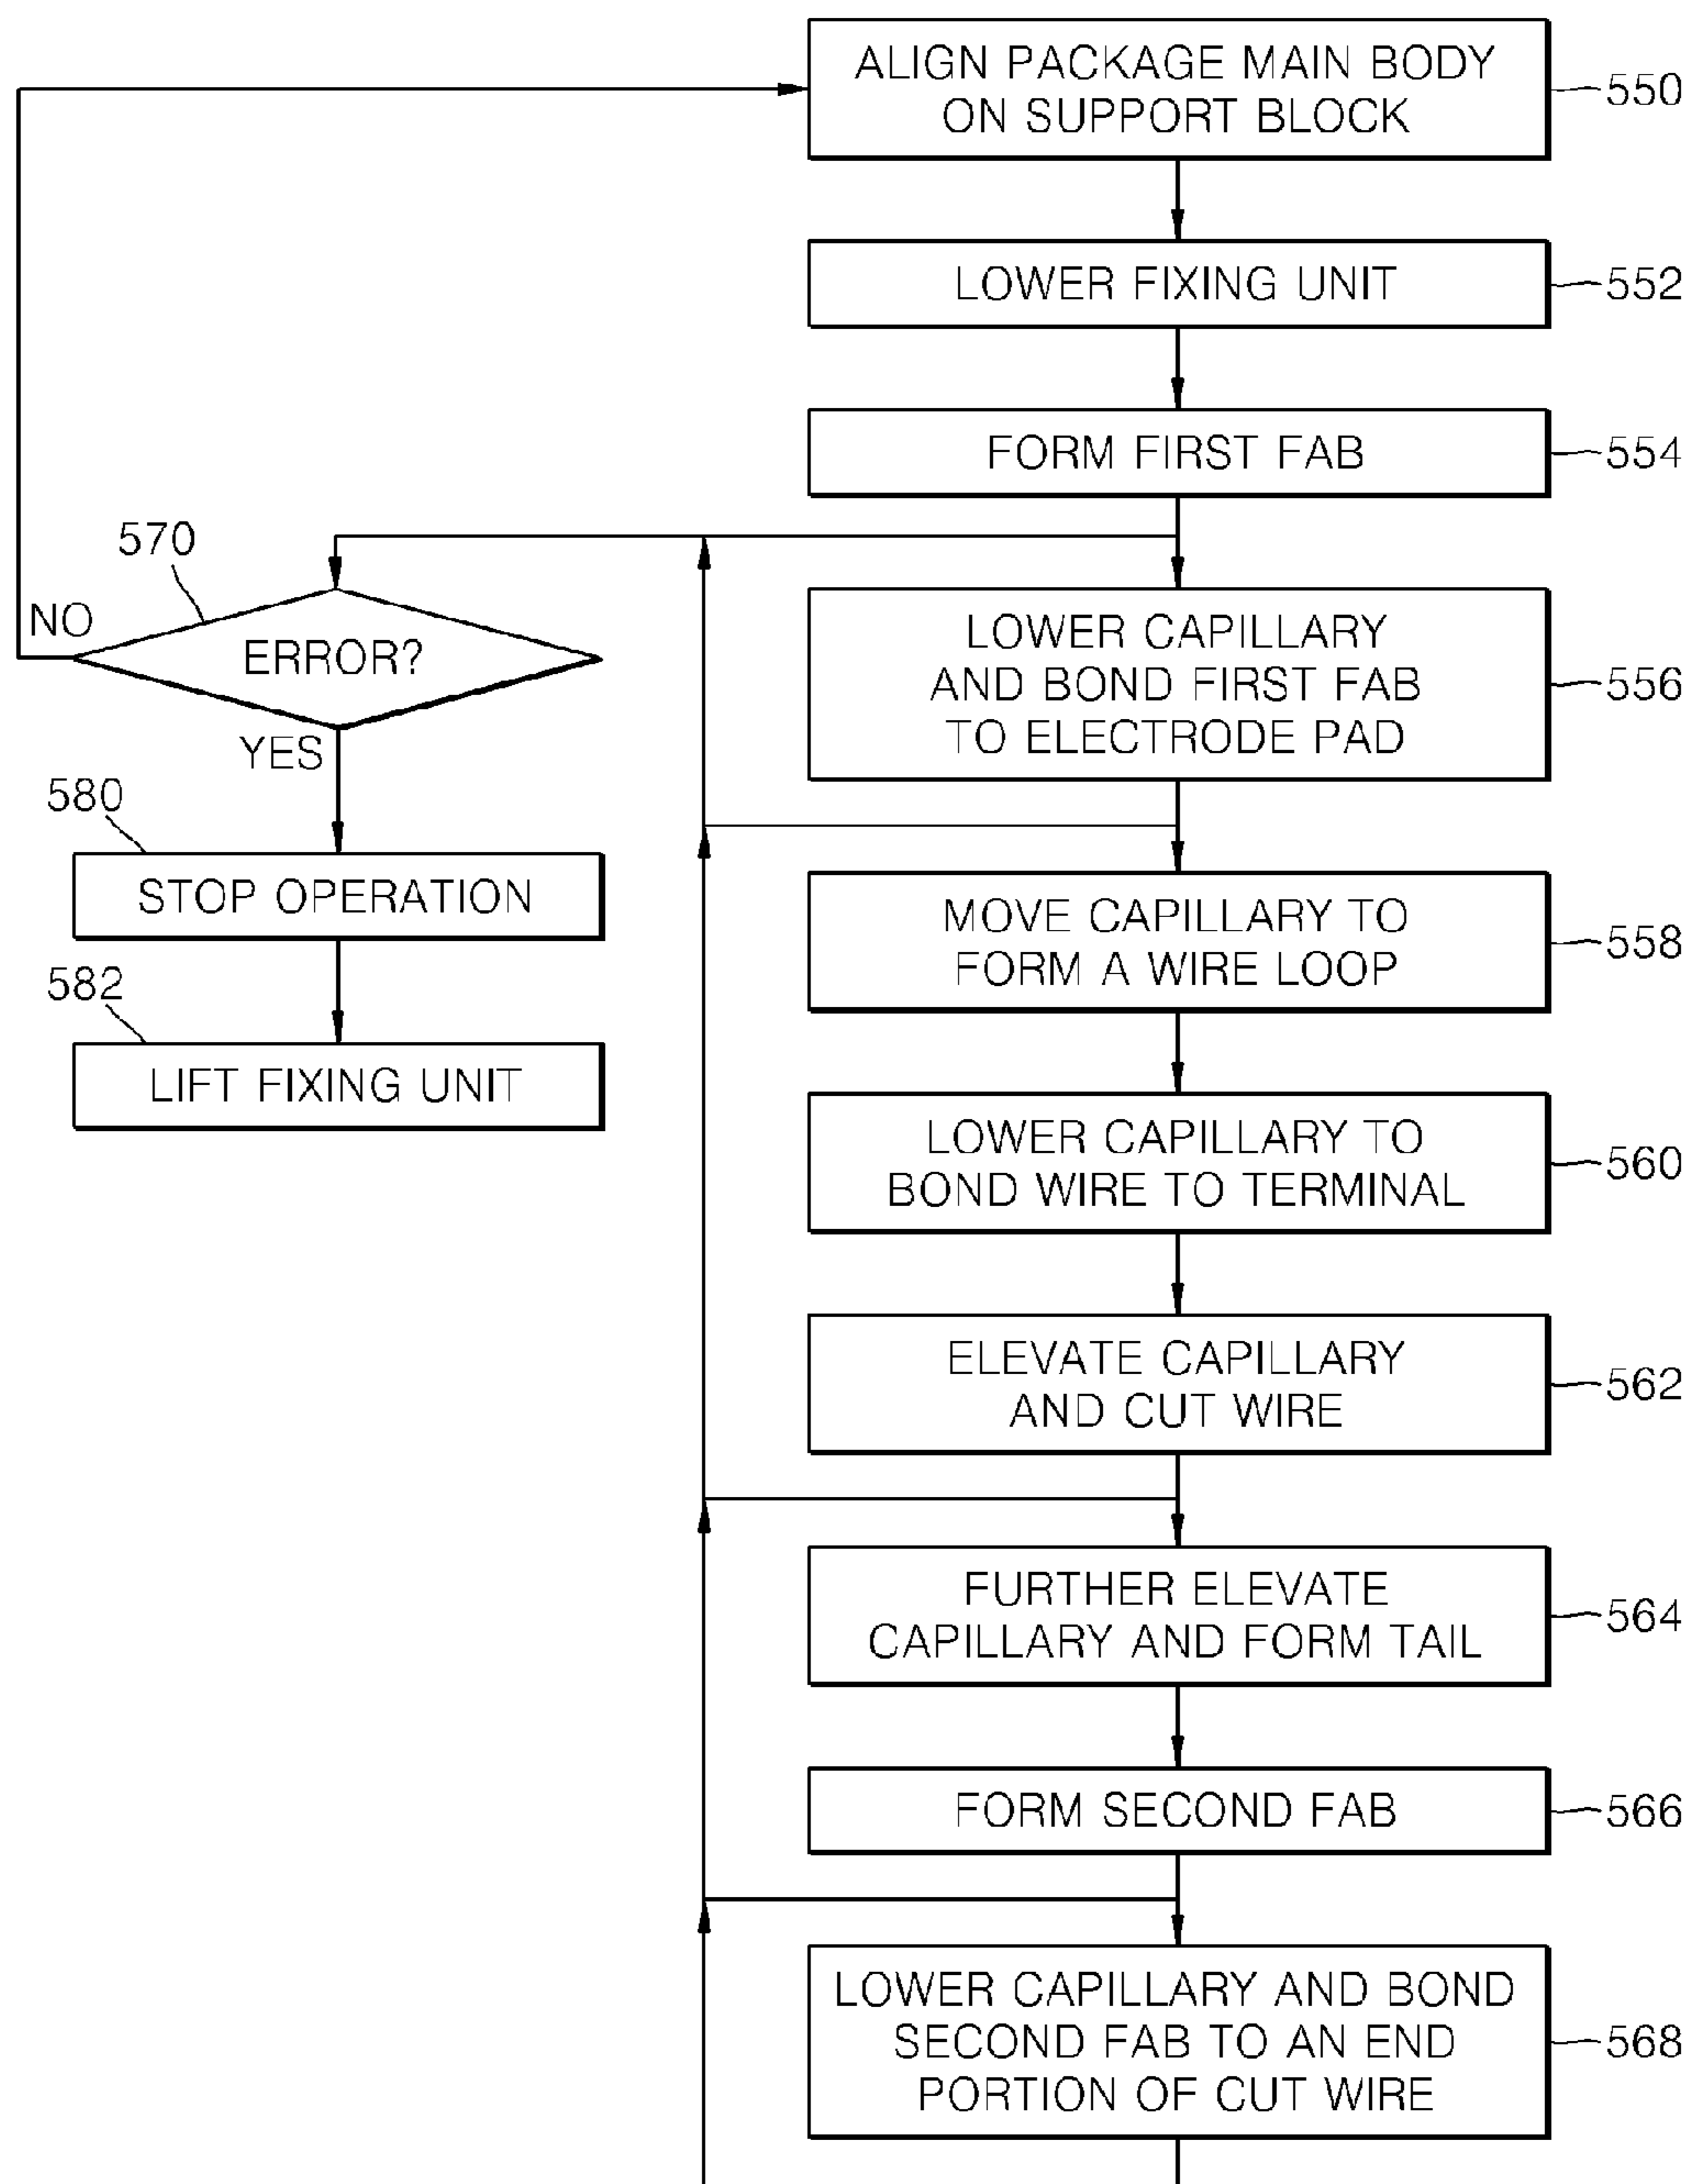 ALIGN PACKAGE MAIN BODY
ON SUPPORT BLOCK
550
LOWER FIXING UNIT
552
FORM FIRST FAB
554
570
NO
ERROR?
YES
LOWER CAPILLARY
AND BOND FIRST FAB
TO ELECTRODE PAD
556
580
STOP OPERATION
MOVE CAPILLARY TO
FORM A WIRE LOOP
558
582
LIFT FIXING UNIT
LOWER CAPILLARY TO
BOND WIRE TO TERMINAL
560
ELEVATE CAPILLARY
AND CUT WIRE
562
FURTHER ELEVATE
CAPILLARY AND FORM TAIL
564
FORM SECOND FAB
566
LOWER CAPILLARY AND BOND
SECOND FAB TO AN END
PORTION OF CUT WIRE
568